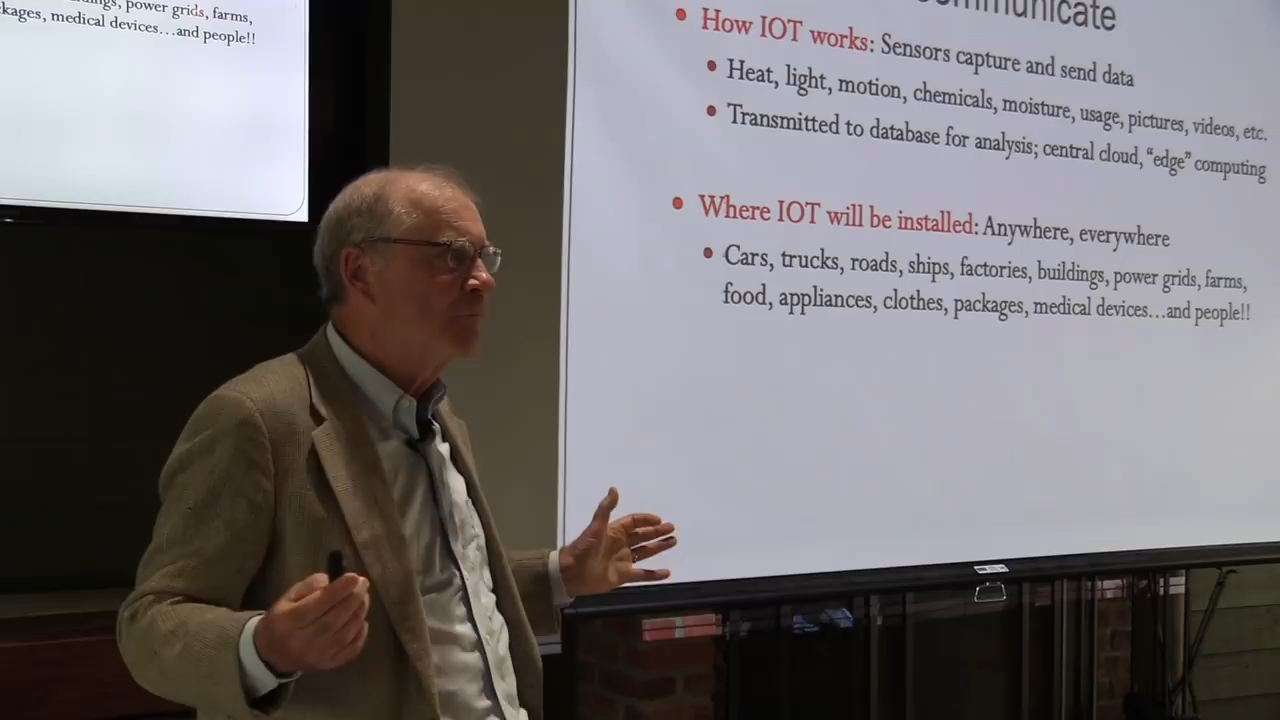 power grids, farms,
kages, medical devices...and people!!
communicate
• How IOT works: Sensors capture and send data
• Heat, light, motion, chemicals, moisture, usage, pictures, videos, etc.
• Transmitted to database for analysis; central cloud, “edge” computing
• Where IOT will be installed: Anywhere, everywhere
• Cars, trucks, roads, ships, factories, buildings, power grids, farms,
food, appliances, clothes, packages, medical devices...and people!!